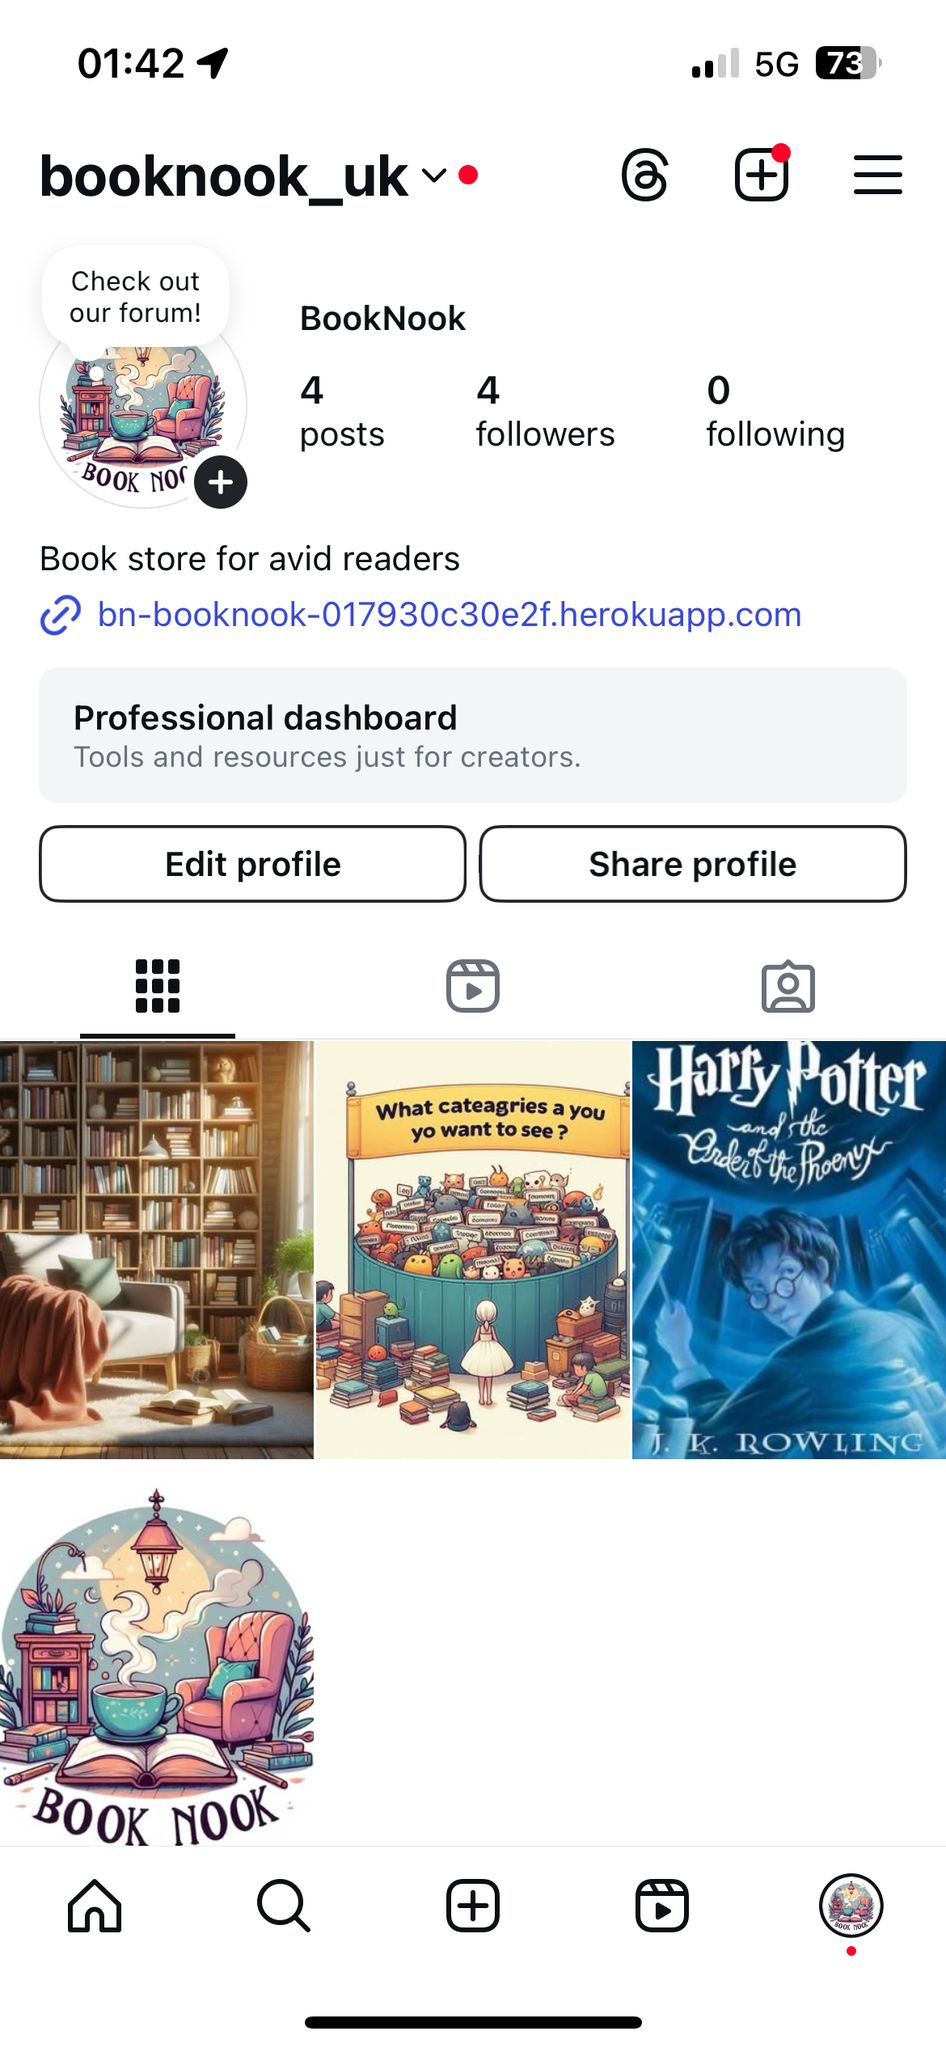 01:42
5G
73
booknook_uk
Check out
our forum!
BookNook
4
posts
4
followers
0
following
BOOK
Book store for avid readers
bn-booknook-017930c30e2f.herokuapp.com
Professional dashboard
Tools and resources just for creators.
Edit profile
Share profile
What cateagries a you
yo want to see ?
Harry Potter
and the
Order of the Phoenix
J. K. ROWLING
BOOK NOOK
BOOK NOOK